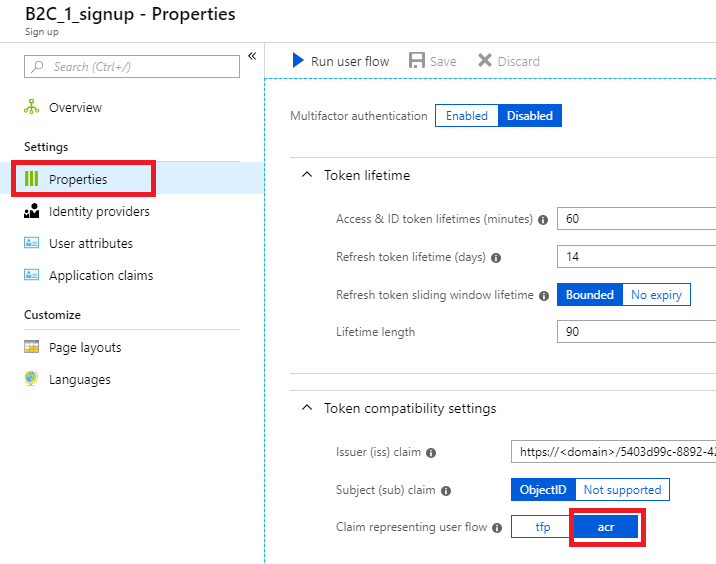 B2C_1_signup - Properties
Sign up
Search (Ctrl+/)
«
Overview
Settings
Properties
Identity providers
User attributes
Application claims
Customize
Page layouts
Languages
Run user flow Save Discard
Multifactor authentication Enabled Disabled
Token lifetime
Access & ID token lifetimes (minutes) 60
Refresh token lifetime (days) 14
Refresh token sliding window lifetime Bounded No expiry
Lifetime length 90
Token compatibility settings
Issuer (iss) claim https://<domain>/5403d99c-8892-42
Subject (sub) claim ObjectID Not supported
Claim representing user flow tfp acr